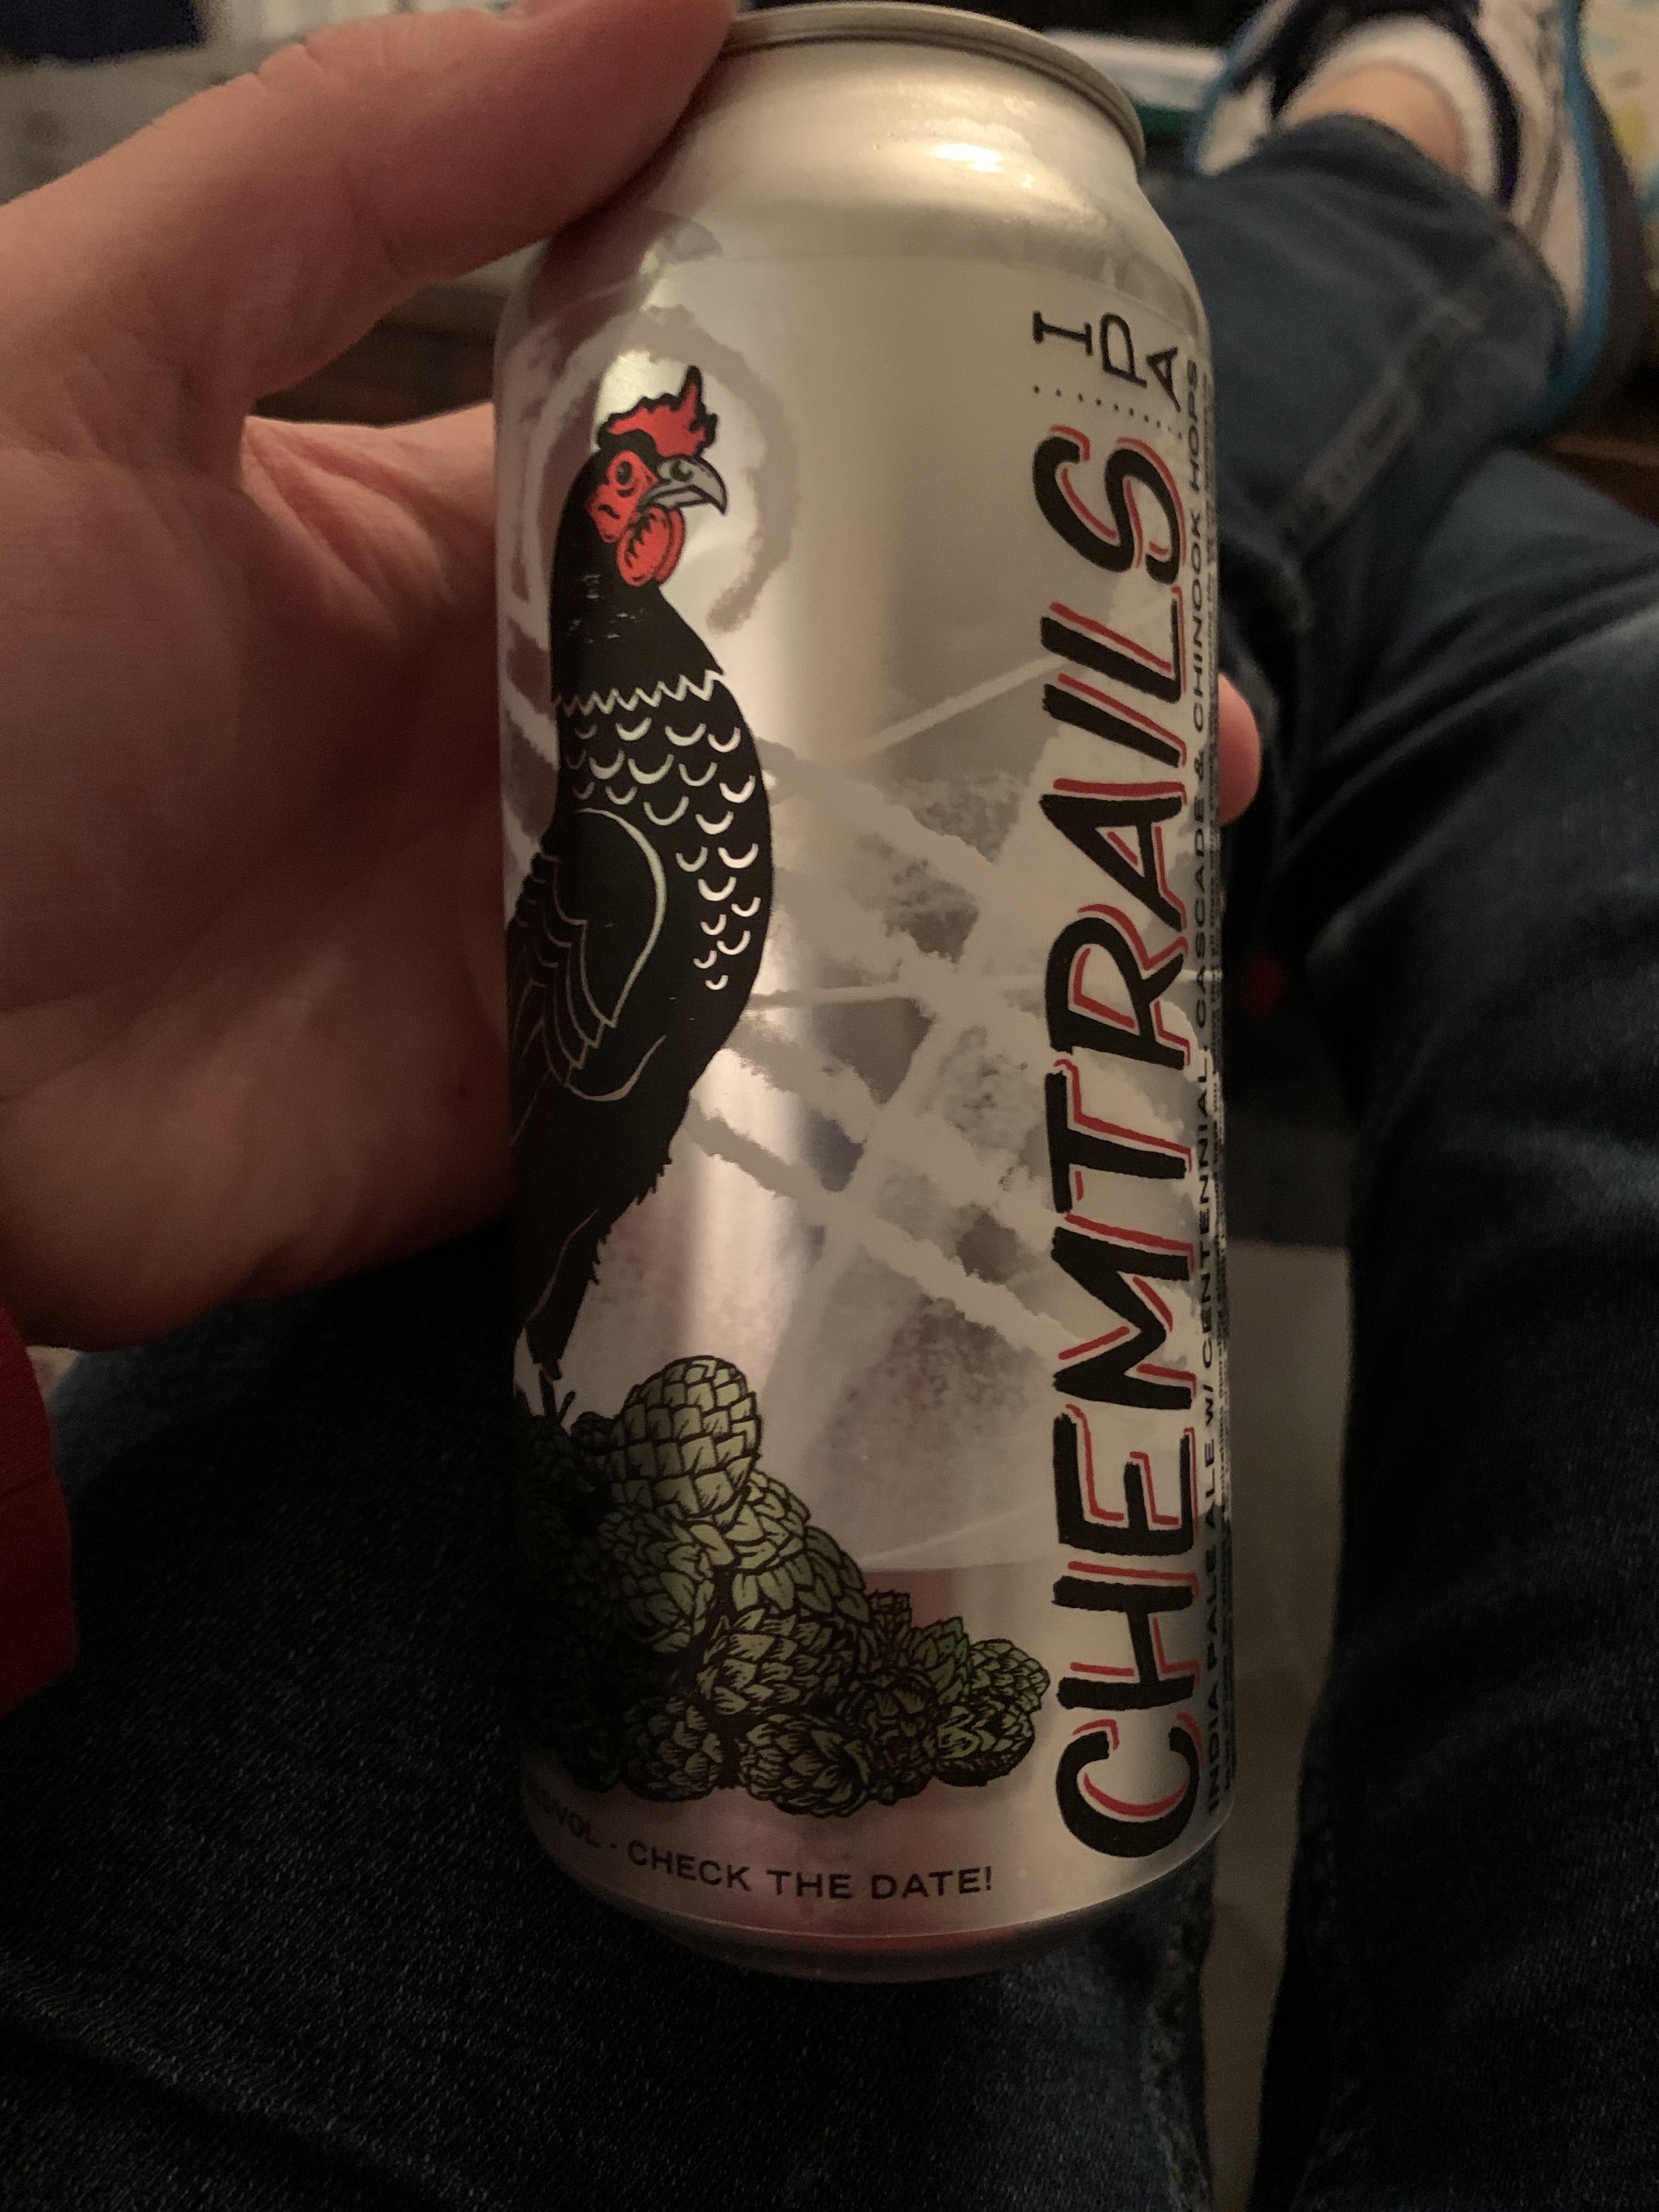 CHEMTRAILS
IPA
INDIA PALE ALE W/ CENTENNIAL, CASCADE & CHINOOK HOPS
- CHECK THE DATE!